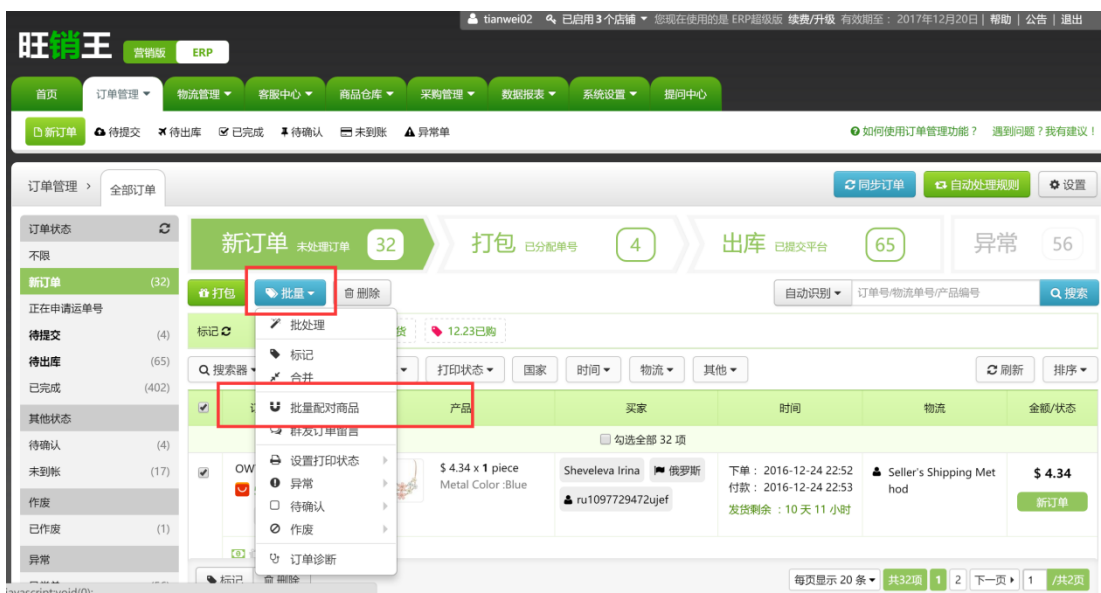 tianwei02 已启用3个店铺 您现在使用的是 ERP超级版 续费/升级 有效期至：2017年12月20日 | 帮助 | 公告 | 退出
旺销王 营销版 ERP
首页 订单管理 物流管理 客服中心 商品仓库 采购管理 数据报表 系统设置 提问中心
新订单 待提交 待出库 已完成 待确认 未到账 异常单 如何使用订单管理功能？ 遇到问题？我有建议！
订单管理 › 全部订单 同步订单 自动处理规则 设置
订单状态
不限
新订单 (32)
正在申请运单号
待提交 (4)
待出库 (65)
已完成 (402)
其他状态
待确认 (4)
未到帐 (17)
作废
已作废 (1)
异常
新订单 未处理订单 32 打包 已分配单号 4 出库 已提交平台 65 异常 56
打包 批量 删除 自动识别 订单号/物流单号/产品编号 搜索
标记 货 12.23已购
搜索器 打印状态 国家 时间 物流 其他 刷新 排序
产品 买家 时间 物流 金额/状态
勾选全部 32 项
批处理
标记
合并
批量配对商品
群发订单留言
设置打印状态
异常
待确认
作废
订单诊断
OW
$ 4.34 x 1 piece
Metal Color :Blue
Sheveleva Irina 俄罗斯
ru1097729472ujef
下单：2016-12-24 22:52
付款：2016-12-24 22:53
发货剩余：10 天 11 小时
Seller's Shipping Met
hod
$ 4.34
新订单
标记 删除 每页显示 20 条 共32项 1 2 下一页 1 /共2页